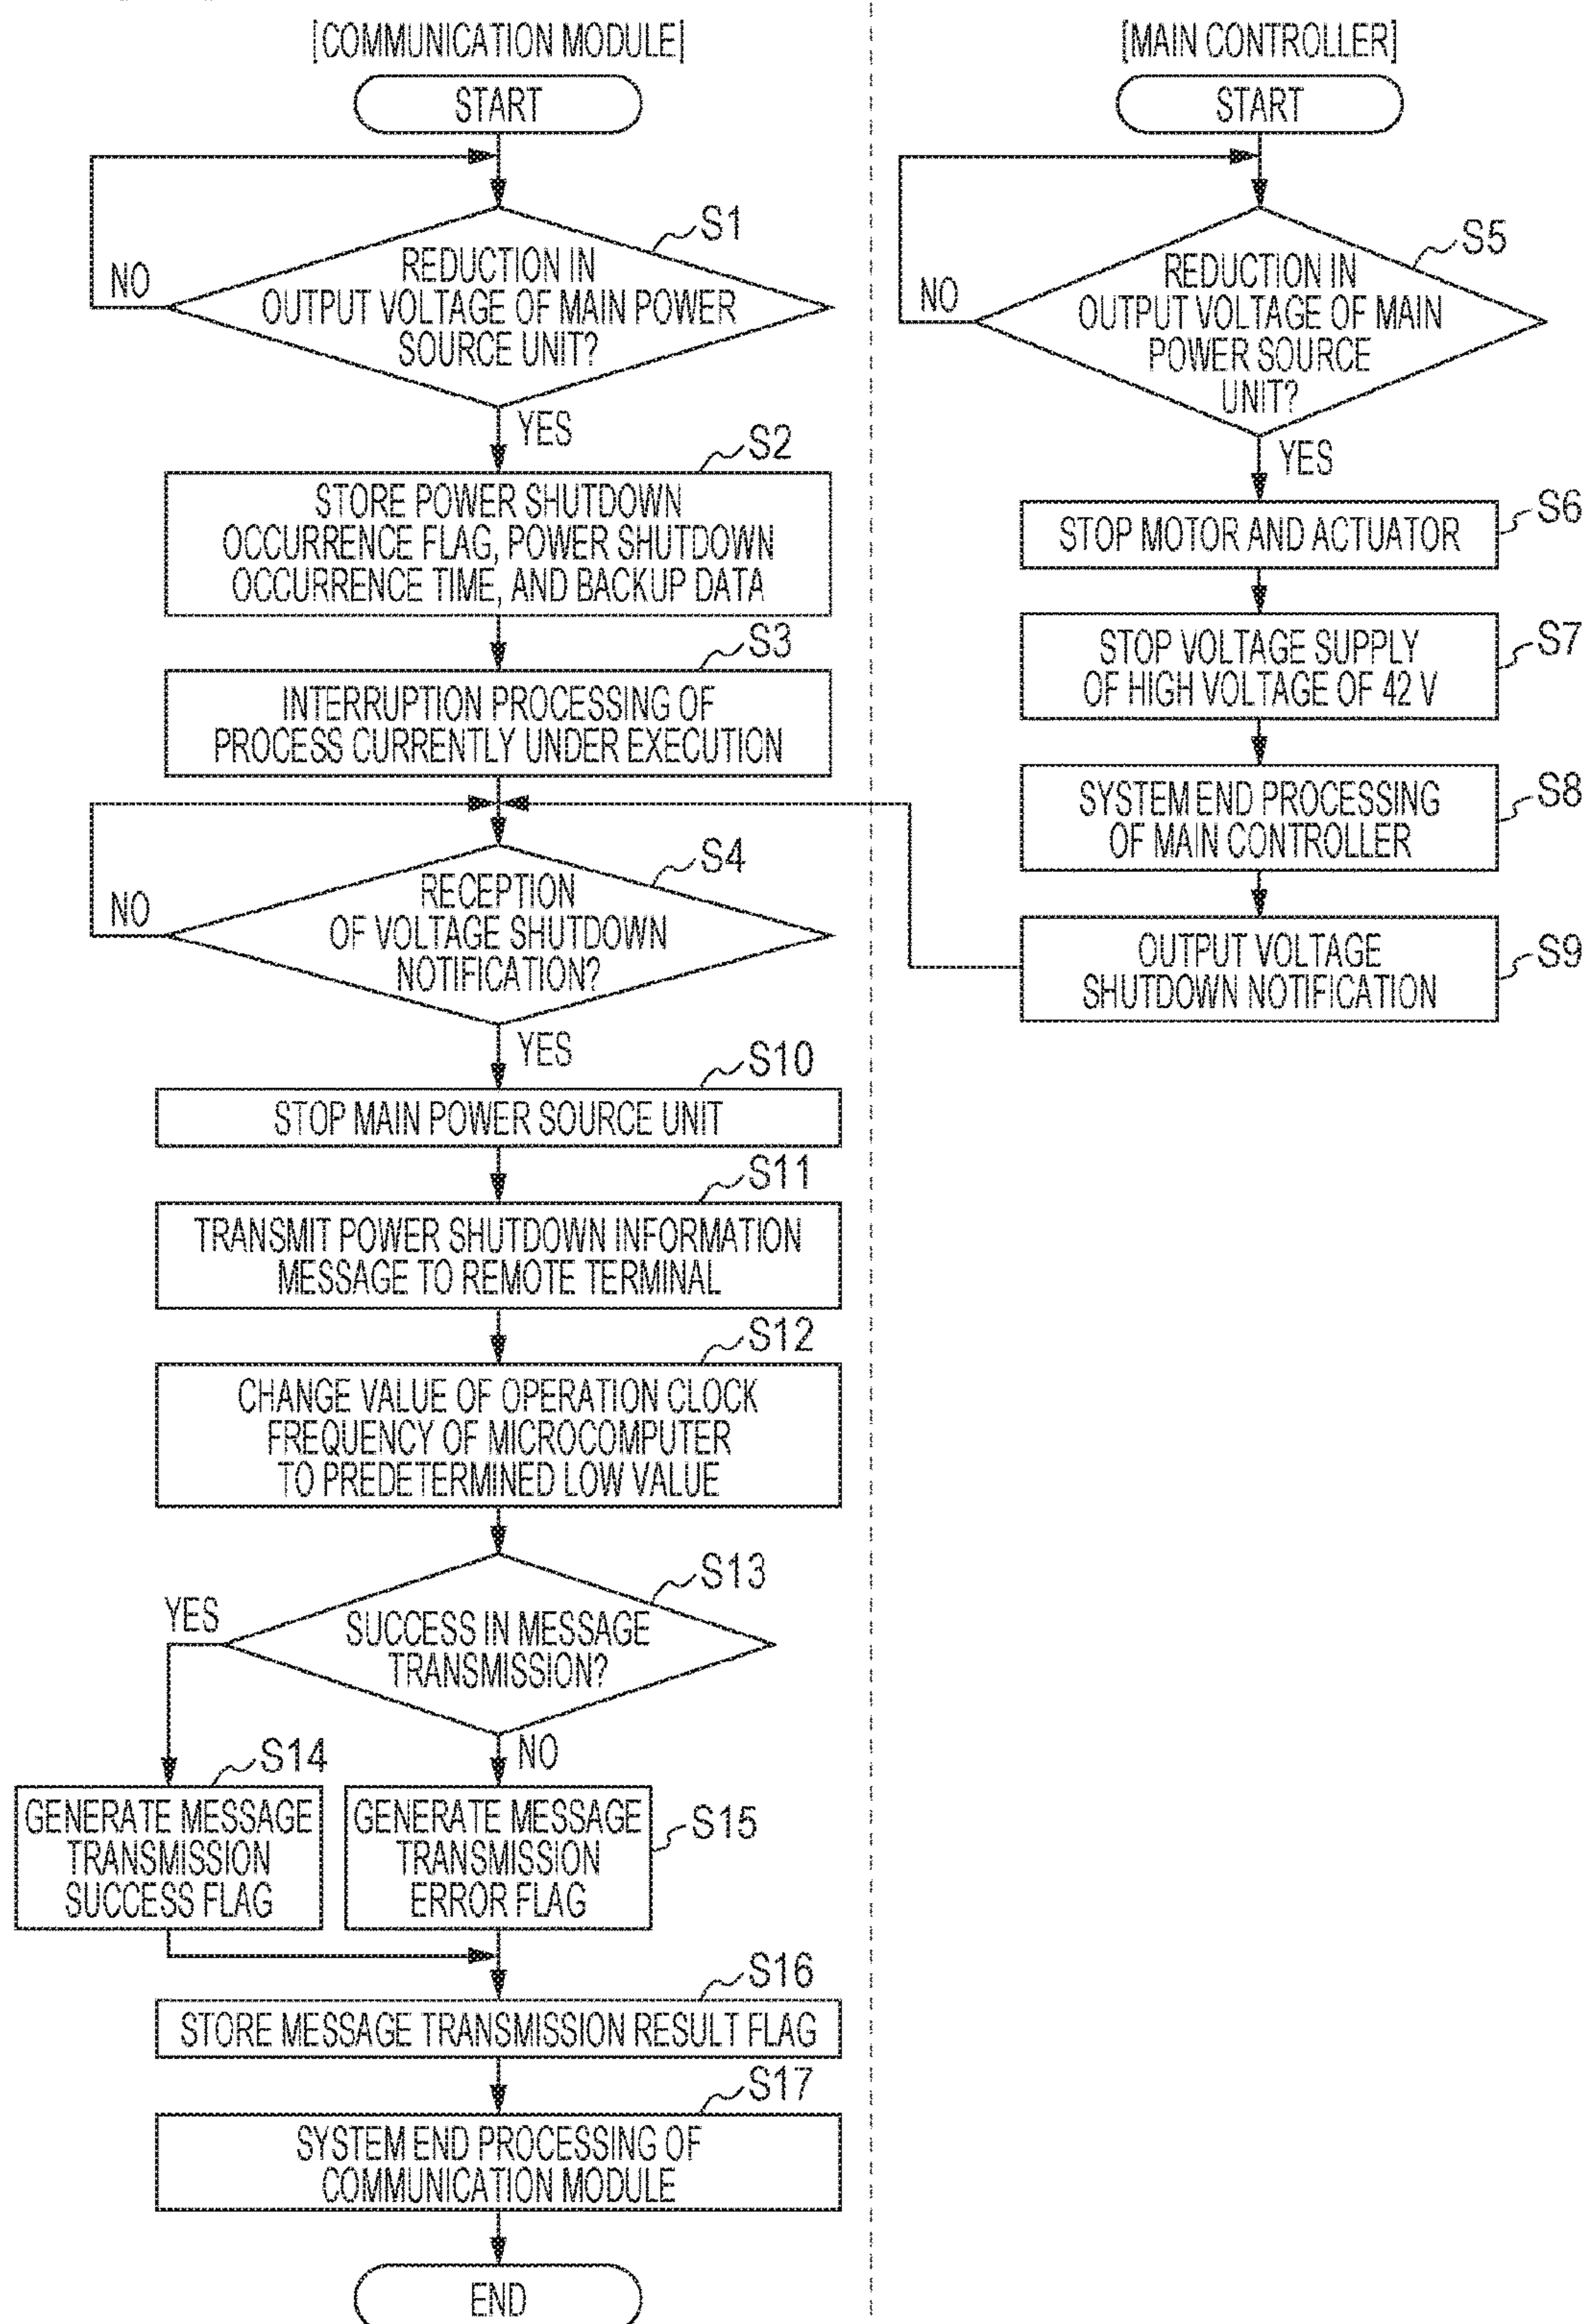 [COMMUNICATION MODULE]
START
S1
REDUCTION IN
OUTPUT VOLTAGE OF MAIN POWER
SOURCE UNIT?
NO
YES
S2
STORE POWER SHUTDOWN
OCCURRENCE FLAG, POWER SHUTDOWN
OCCURRENCE TIME, AND BACKUP DATA
S3
INTERRUPTION PROCESSING OF
PROCESS CURRENTLY UNDER EXECUTION
S4
RECEPTION
OF VOLTAGE SHUTDOWN
NOTIFICATION?
NO
YES
S10
STOP MAIN POWER SOURCE UNIT
S11
TRANSMIT POWER SHUTDOWN INFORMATION
MESSAGE TO REMOTE TERMINAL
S12
CHANGE VALUE OF OPERATION CLOCK
FREQUENCY OF MICROCOMPUTER
TO PREDETERMINED LOW VALUE
S13
SUCCESS IN MESSAGE
TRANSMISSION?
YES
NO
S14
GENERATE MESSAGE
TRANSMISSION
SUCCESS FLAG
S15
GENERATE MESSAGE
TRANSMISSION
ERROR FLAG
S16
STORE MESSAGE TRANSMISSION RESULT FLAG
S17
SYSTEM END PROCESSING OF
COMMUNICATION MODULE
END
[MAIN CONTROLLER]
START
S5
REDUCTION IN
OUTPUT VOLTAGE OF MAIN
POWER SOURCE
UNIT?
NO
YES
S6
STOP MOTOR AND ACTUATOR
S7
STOP VOLTAGE SUPPLY
OF HIGH VOLTAGE OF 42 V
S8
SYSTEM END PROCESSING
OF MAIN CONTROLLER
S9
OUTPUT VOLTAGE
SHUTDOWN NOTIFICATION